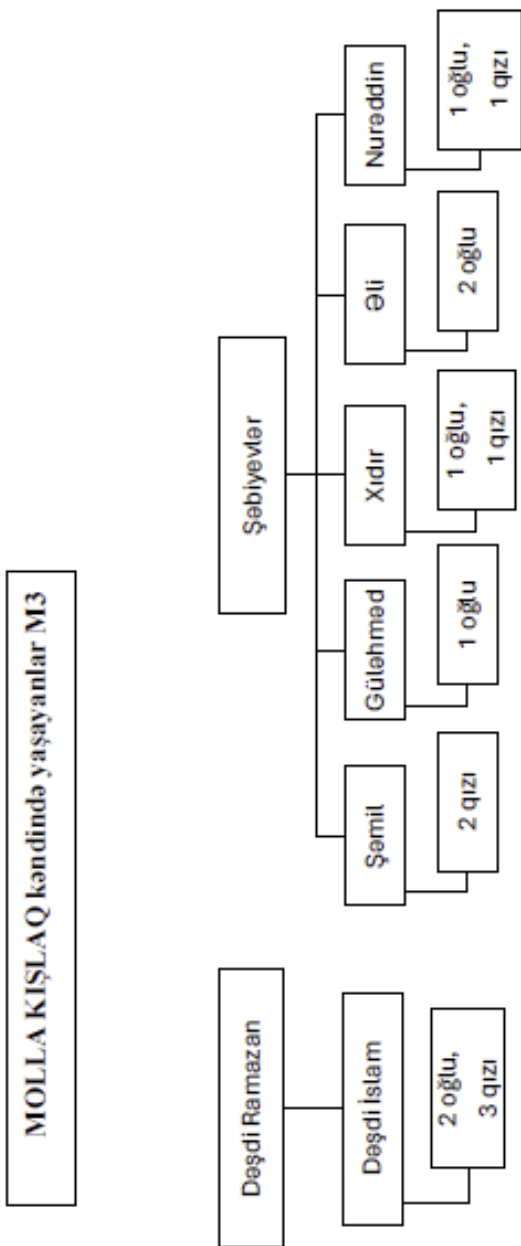 MOLLA KIŞLAQ kəndində yaşayanlar M3
Dəşdi Ramazan
Dəşdi İslam
2 oğlu,
3 qızı
Şəbiyevlər
Şəmil
2 qızı
Güləhməd
1 oğlu
Xıdır
1 oğlu,
1 qızı
Əli
2 oğlu
Nurəddin
1 oğlu,
1 qızı